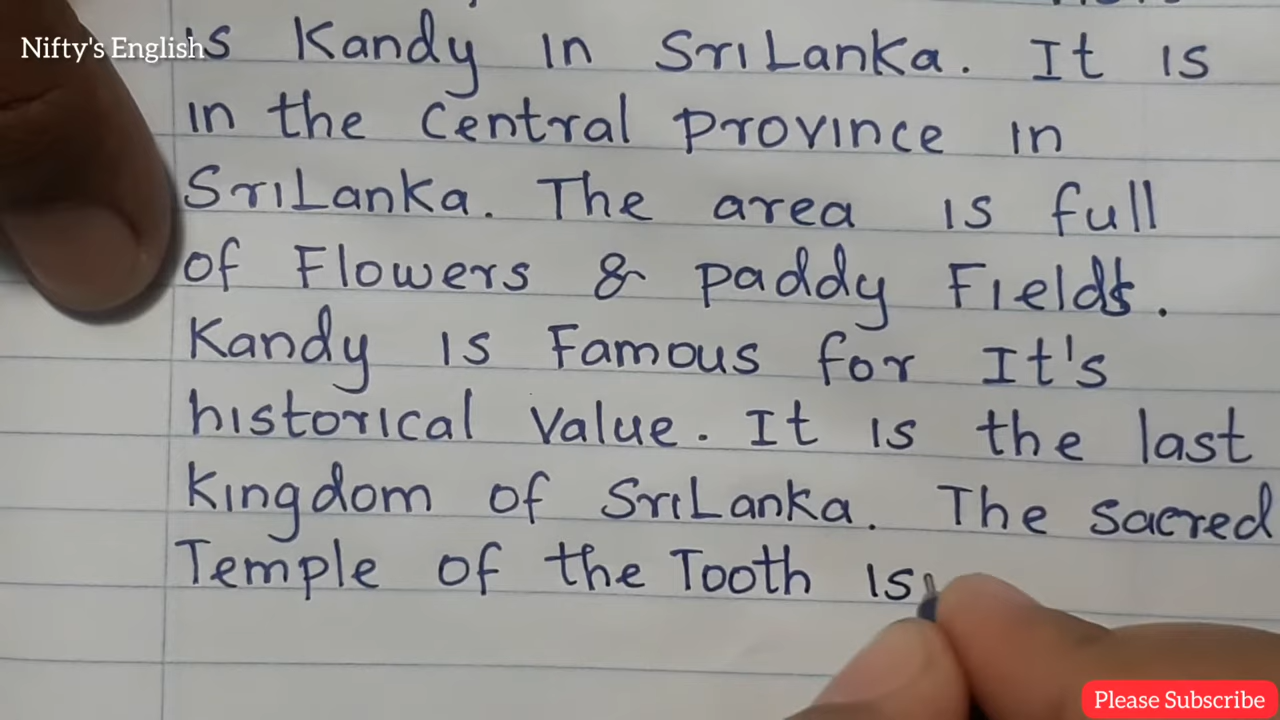 Nifty's English
is Kandy in SriLanka. It is
in the Central province in
SriLanka. The area is full
of Flowers & paddy Fields.
Kandy is Famous for It's
historical value. It is the last
Kingdom of SriLanka. The sacred
Temple of the Tooth is
Please Subscribe